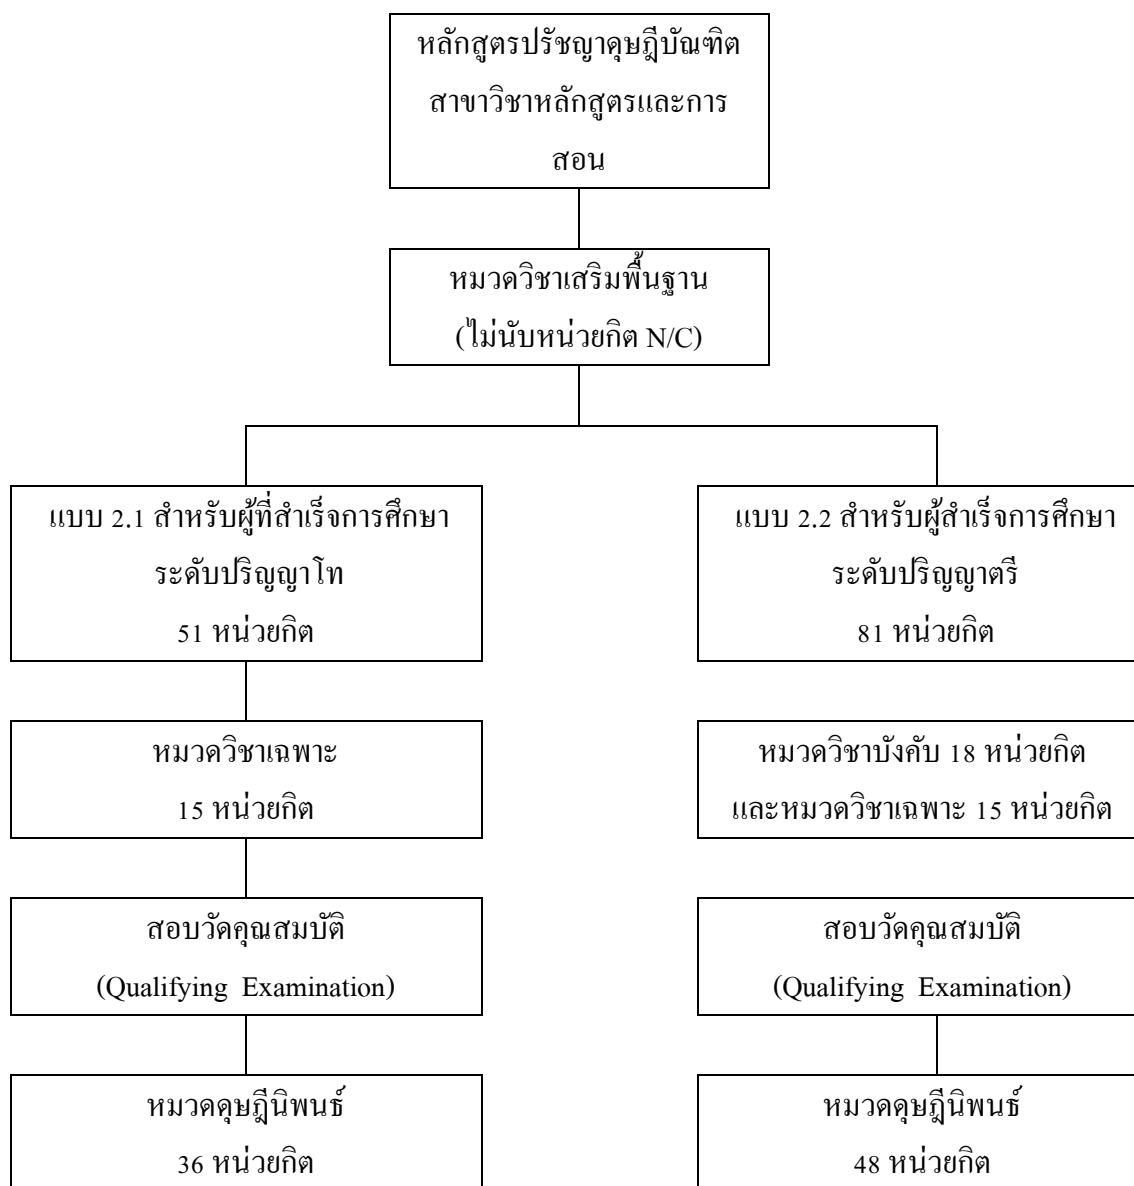 หลักสูตรปรัชญาดุษฎีบัณฑิต
สาขาวิชาหลักสูตรและการ
สอน
หมวดวิชาเสริมพื้นฐาน
(ไม่นับหน่วยกิต N/C)
แบบ 2.1 สำหรับผู้ที่สำเร็จการศึกษา
ระดับปริญญาโท
51 หน่วยกิต
แบบ 2.2 สำหรับผู้สำเร็จการศึกษา
ระดับปริญญาตรี
81 หน่วยกิต
หมวดวิชาเฉพาะ
15 หน่วยกิต
หมวดวิชาบังคับ 18 หน่วยกิต
และหมวดวิชาเฉพาะ 15 หน่วยกิต
สอบวัดคุณสมบัติ
(Qualifying Examination)
สอบวัดคุณสมบัติ
(Qualifying Examination)
หมวดดุษฎีนิพนธ์
36 หน่วยกิต
หมวดดุษฎีนิพนธ์
48 หน่วยกิต